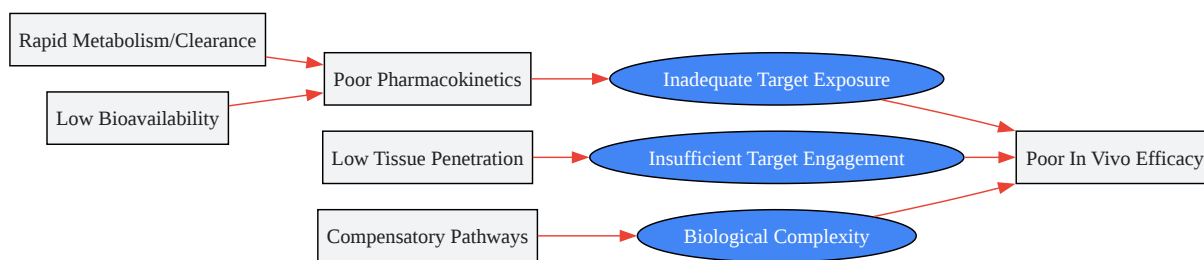 Rapid Metabolism/Clearance
Low Bioavailability
Poor Pharmacokinetics
Inadequate Target Exposure
Low Tissue Penetration
Insufficient Target Engagement
Compensatory Pathways
Biological Complexity
Poor In Vivo Efficacy